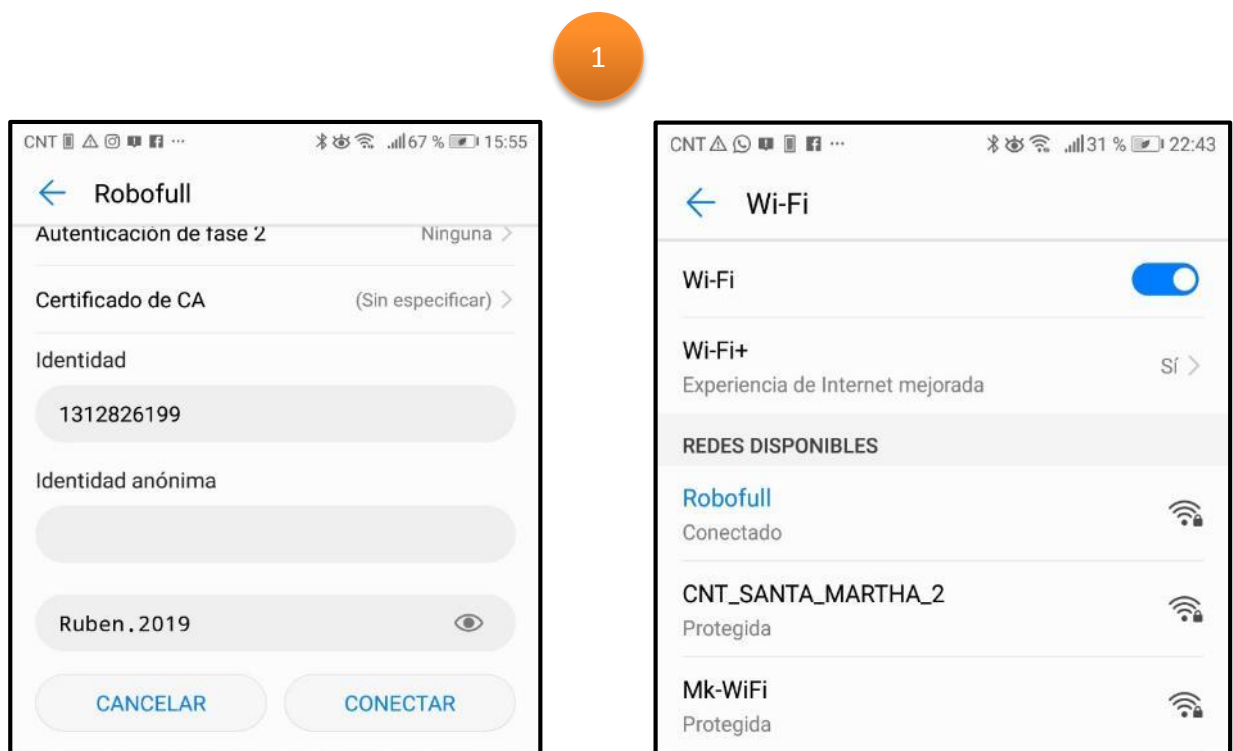 1
CNT ... 67 % 15:55
Robofull
Autenticación de fase 2 Ninguna >
Certificado de CA (Sin especificar) >
Identidad
1312826199
Identidad anónima
Ruben.2019
CANCELAR CONECTAR
CNT ... 31 % 22:43
Wi-Fi
Wi-Fi
Wi-Fi+
Sí >
Experiencia de Internet mejorada
REDES DISPONIBLES
Robofull
Conectado
CNT_SANTA_MARTHA_2
Protegida
Mk-WiFi
Protegida